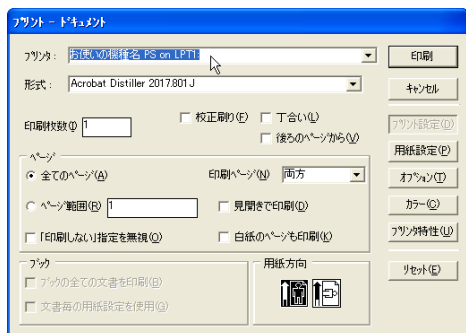 プリント - ドキュメント
プリンタ： お使いの機種名 PS on LPT1: 印刷
形式： Acrobat Distiller 2017.801 J キャンセル
印刷枚数(I) 1 校正刷り(F) 丁合い(L) プリント設定(D)
後ろのページから(V)
ページ 用紙設定(P)
全てのページ(A) 印刷ページ(N) 両方 オプション(T)
ページ範囲(R) 1 見開きで印刷(D) カラー(C)
「印刷しない」指定を無視(O) 白紙のページも印刷(K) プリンタ特性(U)
ブック 用紙方向 リセット(E)
ブックの全ての文書を印刷(B)
文書毎の用紙設定を使用(G)